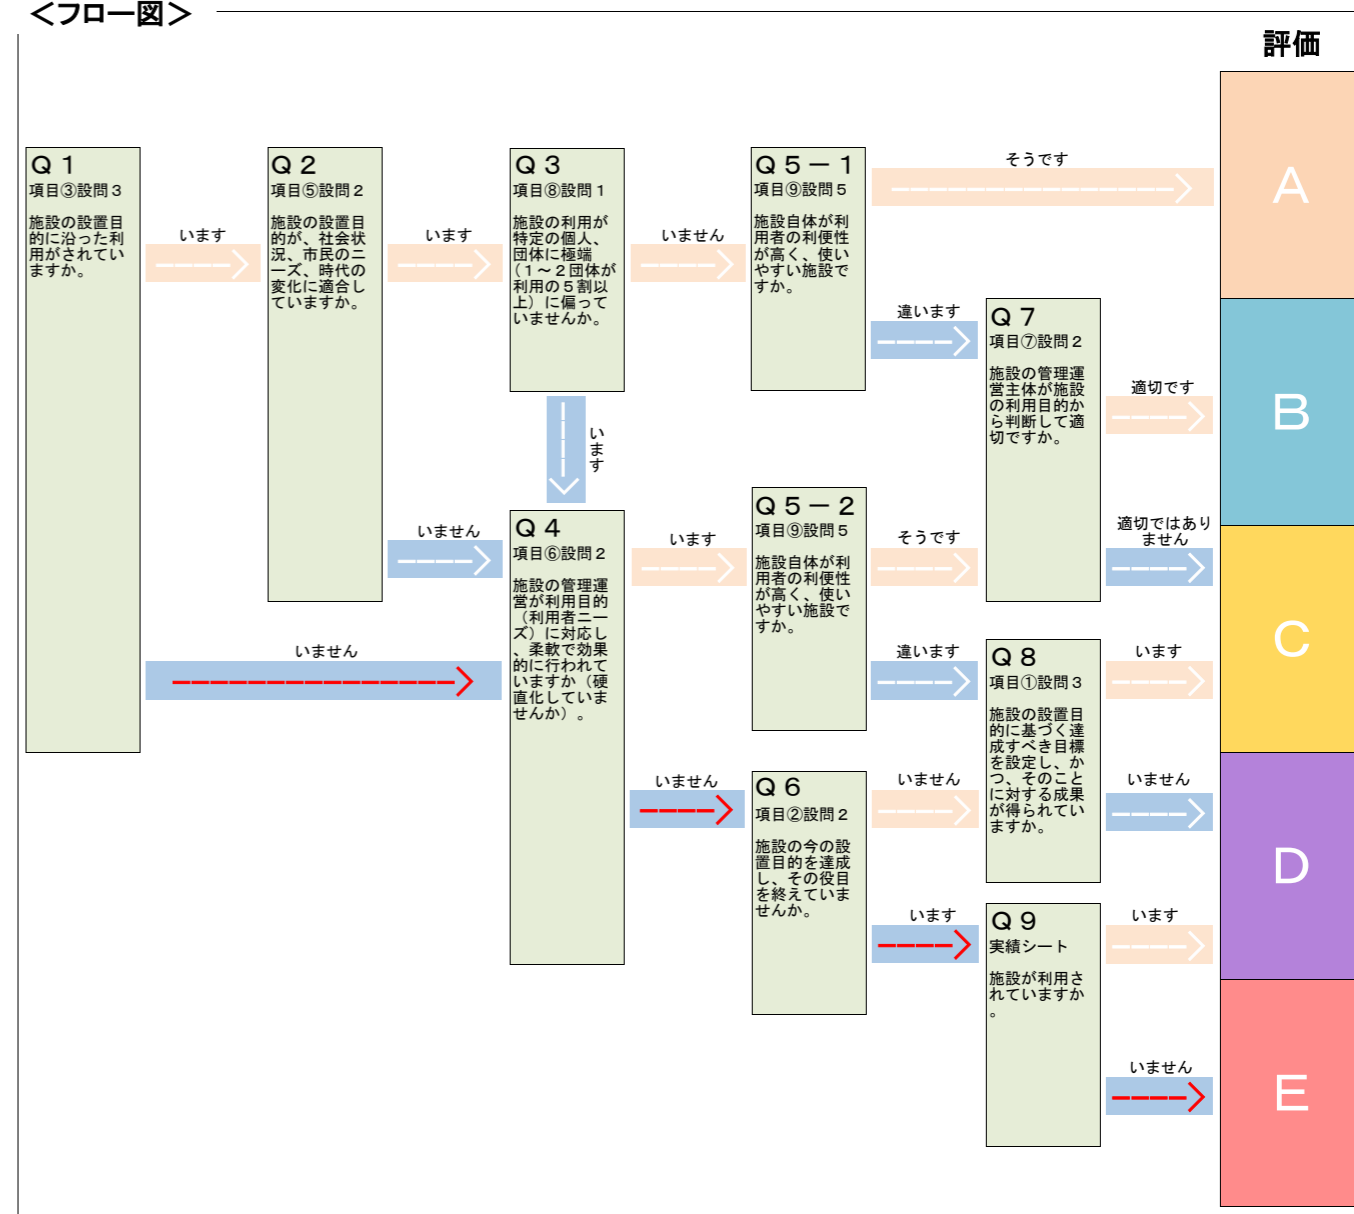 ＜フロー図＞
評価
Ｑ１
項目③設問３
施設の設置目
的に沿った利
用がされてい
ますか。
います
いません
Ｑ２
項目⑤設問２
施設の設置目
的が、社会状
況、市民のニ
ーズ、時代の
変化に適合し
ていますか。
います
いません
Ｑ３
項目⑧設問１
施設の利用が
特定の個人、
団体に極端
（１～２団体が
利用の５割以
上）に偏って
いませんか。
いません
います
Ｑ４
項目⑥設問２
施設の管理運
営が利用目的
（利用者ニー
ズ）に対応し
、柔軟で効果
的に行われて
いますか（硬
直化していま
せんか）。
います
いません
Ｑ５－１
項目⑨設問５
施設自体が利
用者の利便性
が高く、使い
やすい施設で
すか。
そうです
違います
Ｑ５－２
項目⑨設問５
施設自体が利
用者の利便性
が高く、使い
やすい施設で
すか。
そうです
違います
Ｑ６
項目②設問２
施設の今の設
置目的を達成
し、その役目
を終えていま
せんか。
いません
います
Ｑ７
項目⑦設問２
施設の管理運
営主体が施設
の利用目的か
ら判断して適
切ですか。
適切です
適切ではあり
ません
Ｑ８
項目①設問３
施設の設置目
的に基づく達
成すべき目標
を設定し、か
つ、そのこと
に対する成果
が得られてい
ますか。
います
いません
Ｑ９
実績シート
施設が利用さ
れていますか
。
います
いません
Ａ
Ｂ
Ｃ
Ｄ
Ｅ